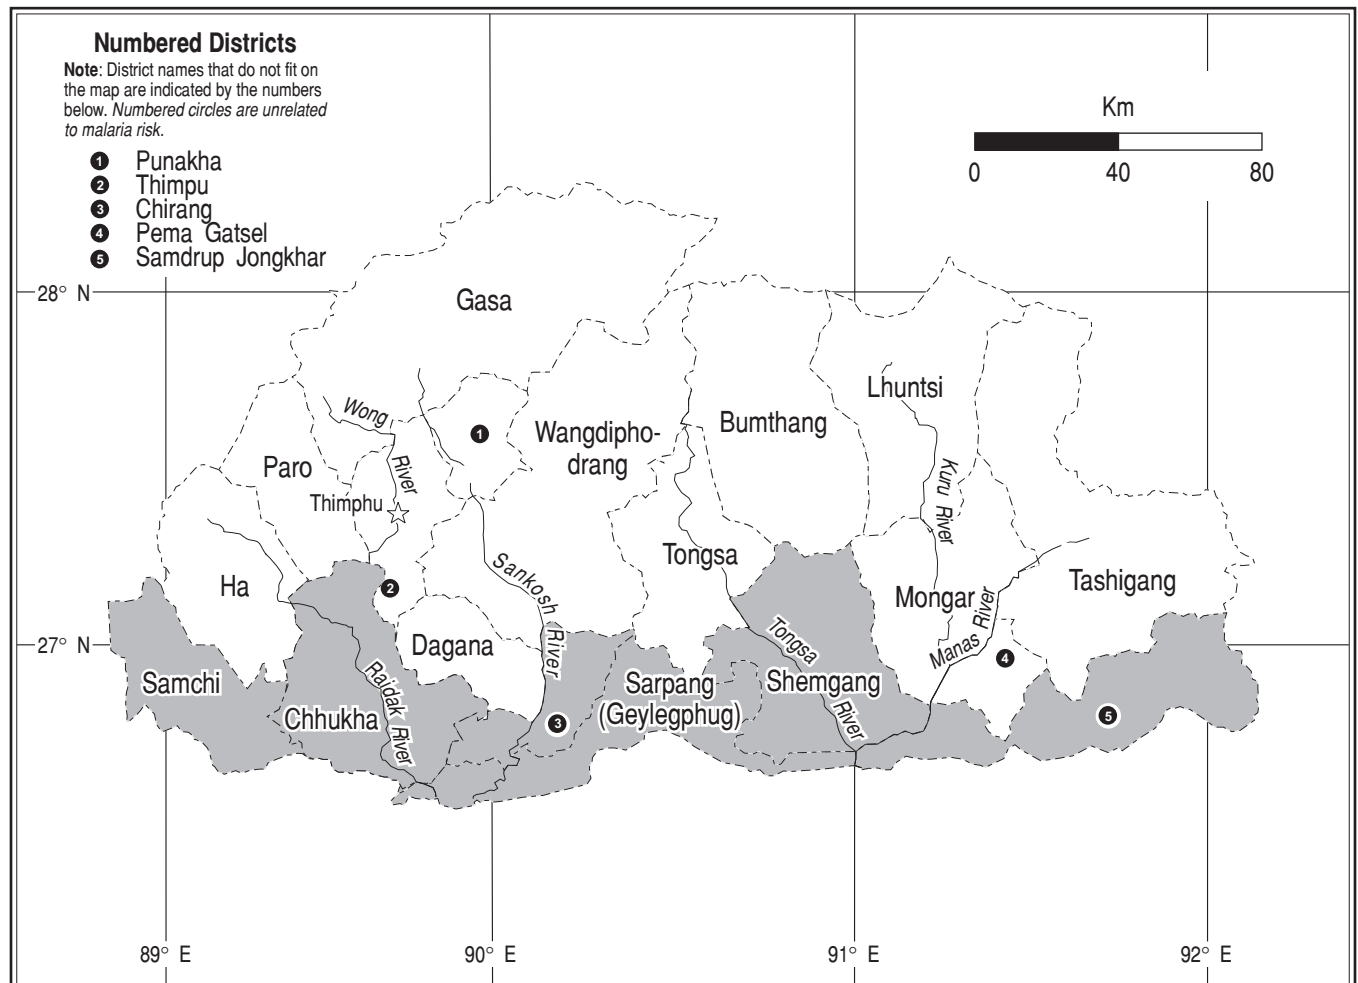 Numbered Districts
Note: District names that do not fit on
the map are indicated by the numbers
below. Numbered circles are unrelated
to malaria risk.
1 Punakha
2 Thimpu
3 Chirang
4 Pema Gatsel
5 Samdrup Jongkhar
Km
0 40 80
28° N
Gasa
Lhuntsi
Wong
River
Bumthang
1
Wangdipho-
drang
Paro
Thimphu
Kuru River
Tongsa
Sankosh River
Ha
2
Tashigang
Mongar
Manas River
27° N
Dagana
Tongsa
River
4
Samchi
Raidak River
Sarpang
(Geylegphug)
Shemgang
Chhukha
3
5
89° E
90° E
91° E
92° E